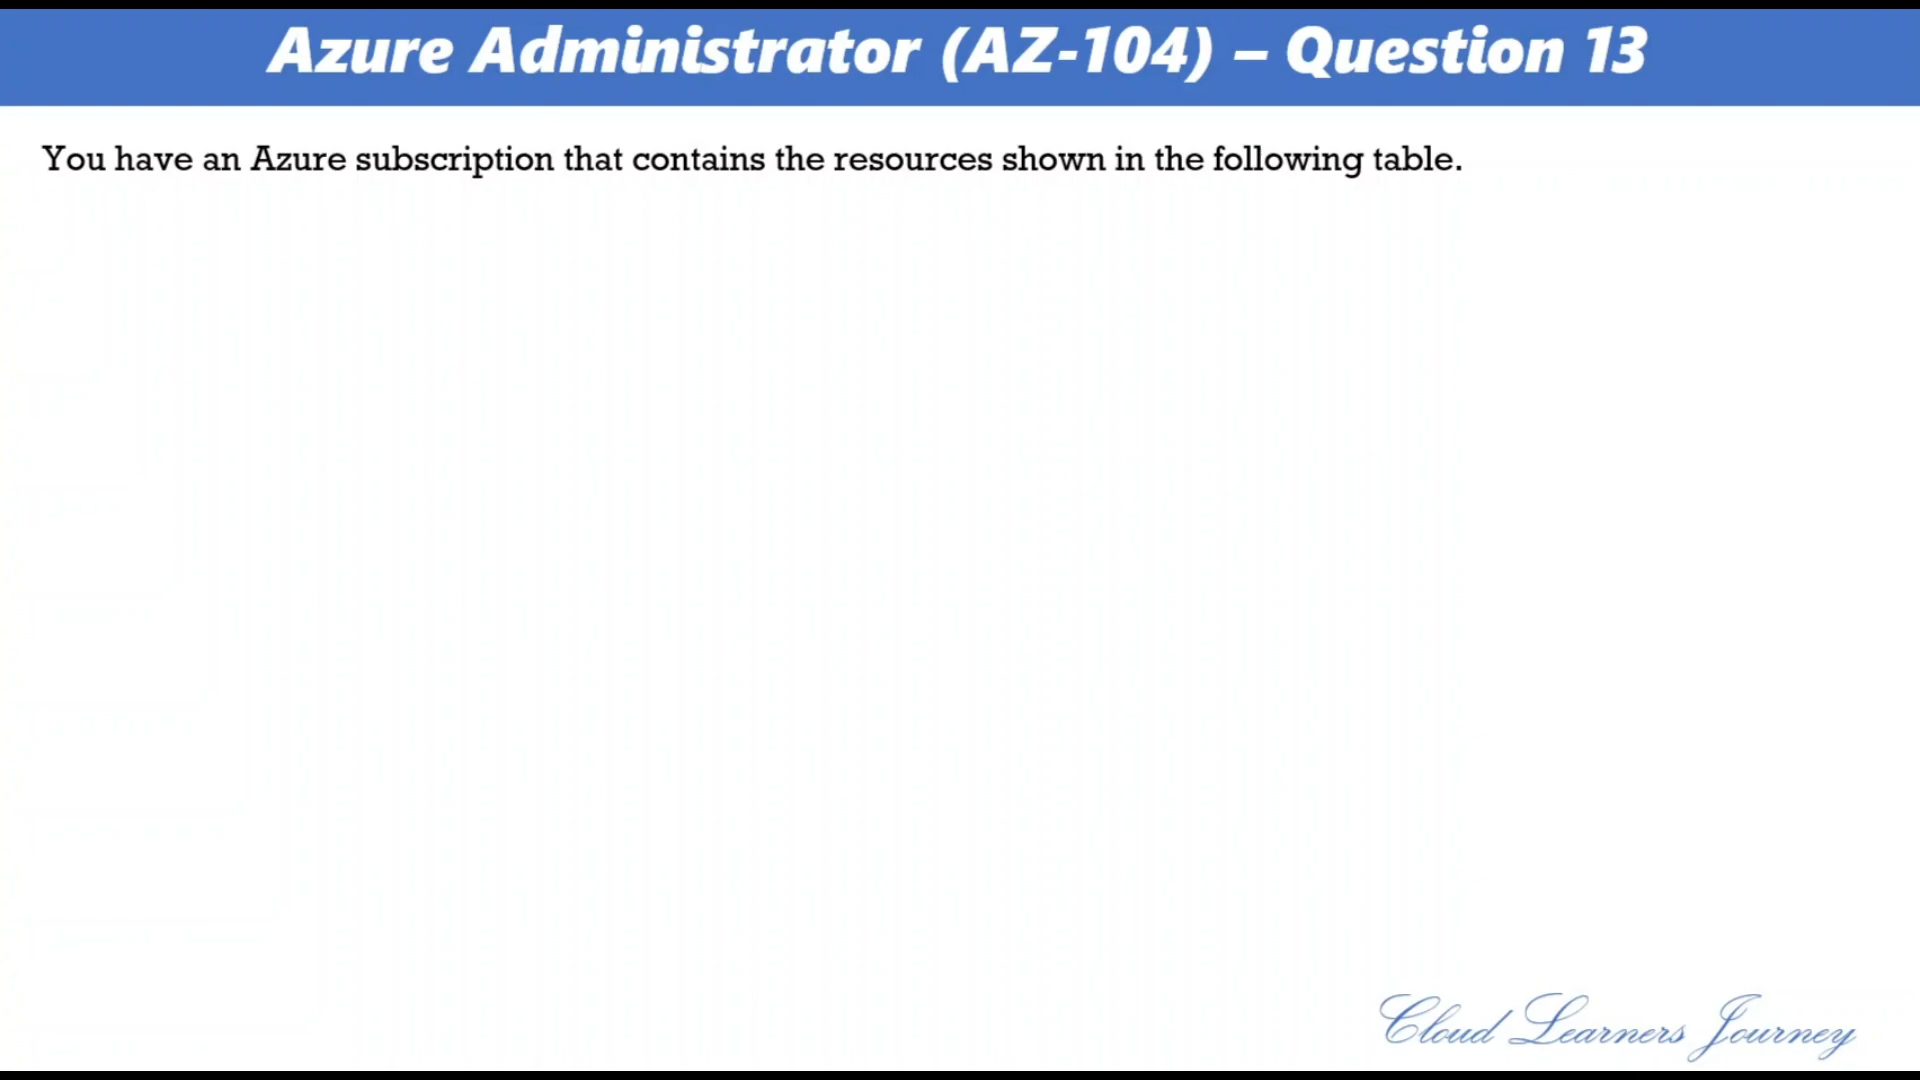 Azure Administrator (AZ-104) – Question 13
You have an Azure subscription that contains the resources shown in the following table.
Cloud Learners Journey